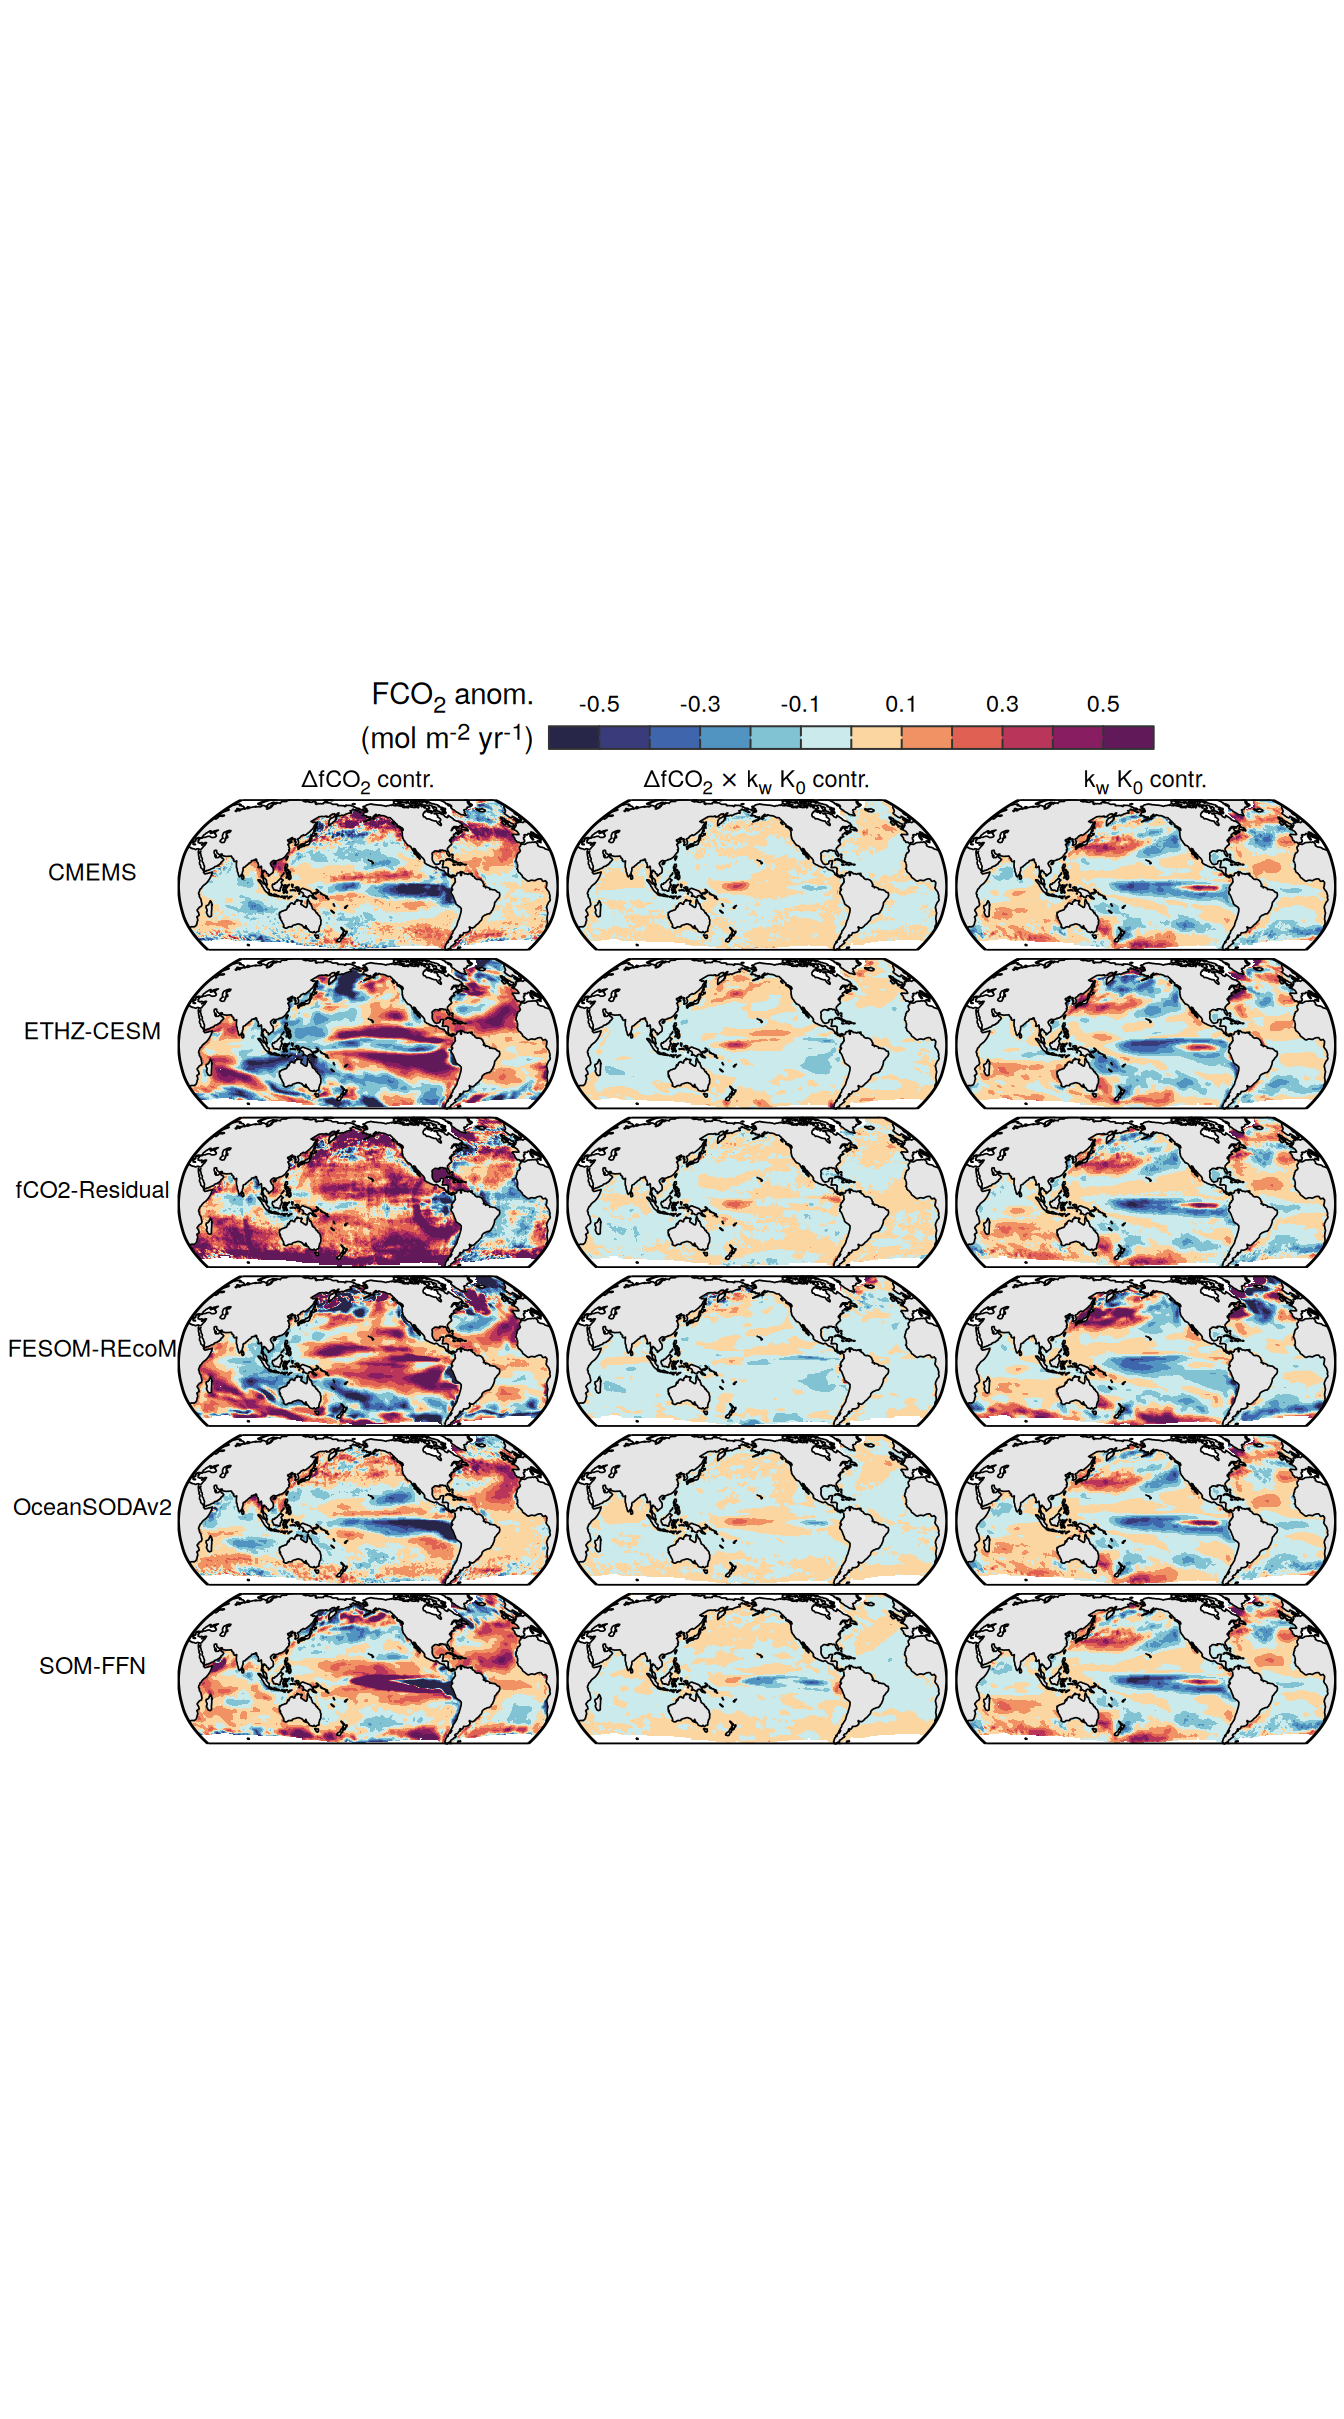 FCO₂ anom.
(mol m⁻² yr⁻¹)
-0.5 -0.3 -0.1 0.1 0.3 0.5
ΔfCO₂ contr. ΔfCO₂ × k_w K₀ contr. k_w K₀ contr.
CMEMS
ETHZ-CESM
fCO2-Residual
FESOM-REcoM
OceanSODAv2
SOM-FFN